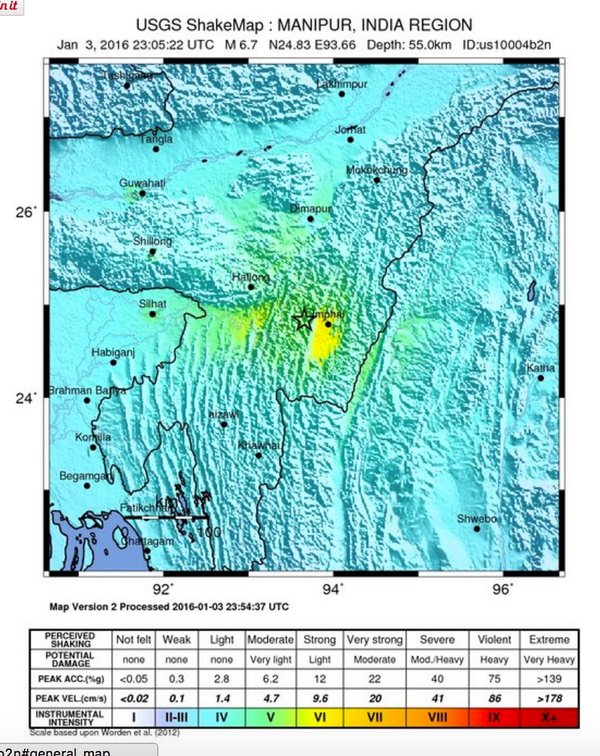 nit
USGS ShakeMap : MANIPUR, INDIA REGION
Jan 3, 2016 23:05:22 UTC M 6.7 N24.83 E93.66 Depth: 55.0km ID:us10004b2n
Lakhimpur
Jorhat
Tangla
Mokokchung
Guwahati
26°
Dimapur
Shillong
Haflong
Silhat
Imphal
Habiganj
Katha
24°
Brahman Bariya
Aizawl
Komilla
Khawhai
Begamganj
Fatikchhari
km
Shwebo
100
Chattagam
92° 94° 96°
Map Version 2 Processed 2016-01-03 23:54:37 UTC
PERCEIVED SHAKING Not felt Weak Light Moderate Strong Very strong Severe Violent Extreme
POTENTIAL DAMAGE none none none Very light Light Moderate Mod./Heavy Heavy Very Heavy
PEAK ACC.(%g) <0.05 0.3 2.8 6.2 12 22 40 75 >139
PEAK VEL.(cm/s) <0.02 0.1 1.4 4.7 9.6 20 41 86 >178
INSTRUMENTAL INTENSITY I II-III IV V VI VII VIII IX X+
Scale based upon Worden et al. (2012)
o2n#general_map